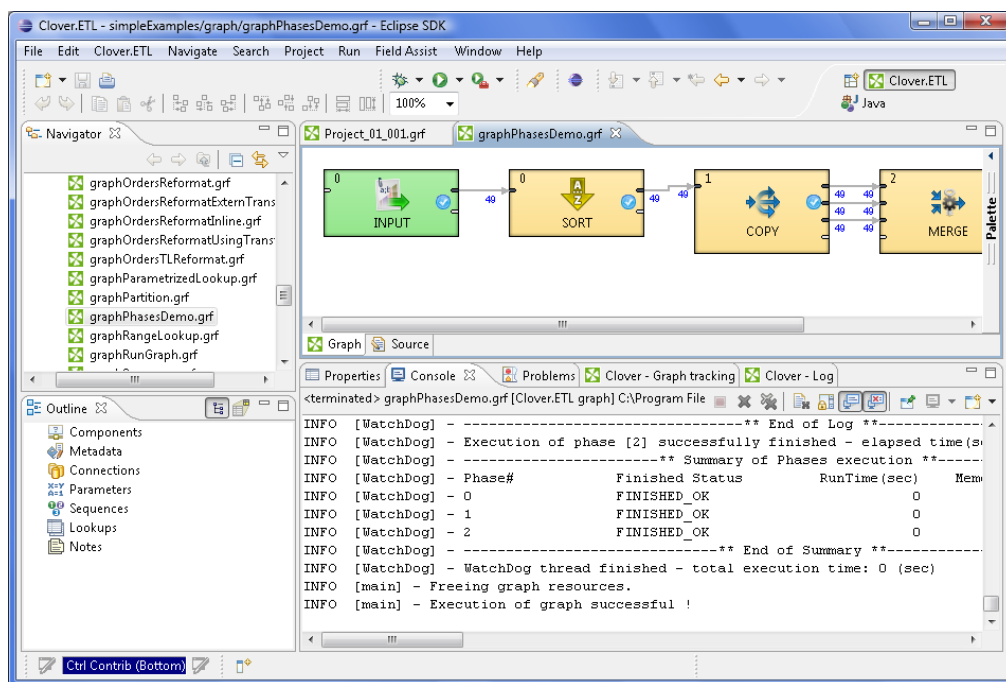 Clover.ETL - simpleExamples/graph/graphPhasesDemo.grf - Eclipse SDK
File Edit Clover.ETL Navigate Search Project Run Field Assist Window Help
100%
Clover.ETL
Java
Navigator
graphOrdersReformat.grf
graphOrdersReformatExternTrans
graphOrdersReformatInline.grf
graphOrdersReformatUsingTrans
graphOrdersTLReformat.grf
graphParametrizedLookup.grf
graphPartition.grf
graphPhasesDemo.grf
graphRangeLookup.grf
graphRunGraph.grf
Project_01_001.grf graphPhasesDemo.grf
0 INPUT
49
0 SORT
49 49
1 COPY
49 49
49 49
49 49
2 MERGE
Palette
Graph Source
Outline
Components
Metadata
Connections
Parameters
Sequences
Lookups
Notes
Properties Console Problems Clover - Graph tracking Clover - Log
<terminated> graphPhasesDemo.grf [Clover.ETL graph] C:\Program File
INFO [WatchDog] - ----------------------------------** End of Log **-------------
INFO [WatchDog] - Execution of phase [2] successfully finished - elapsed time(s
INFO [WatchDog] - -----------------------** Summary of Phases execution **------
INFO [WatchDog] - Phase# Finished Status RunTime(sec) Mem
INFO [WatchDog] - 0 FINISHED_OK 0
INFO [WatchDog] - 1 FINISHED_OK 0
INFO [WatchDog] - 2 FINISHED_OK 0
INFO [WatchDog] - ------------------------------** End of Summary **------------
INFO [WatchDog] - WatchDog thread finished - total execution time: 0 (sec)
INFO [main] - Freeing graph resources.
INFO [main] - Execution of graph successful !
Ctrl Contrib (Bottom)